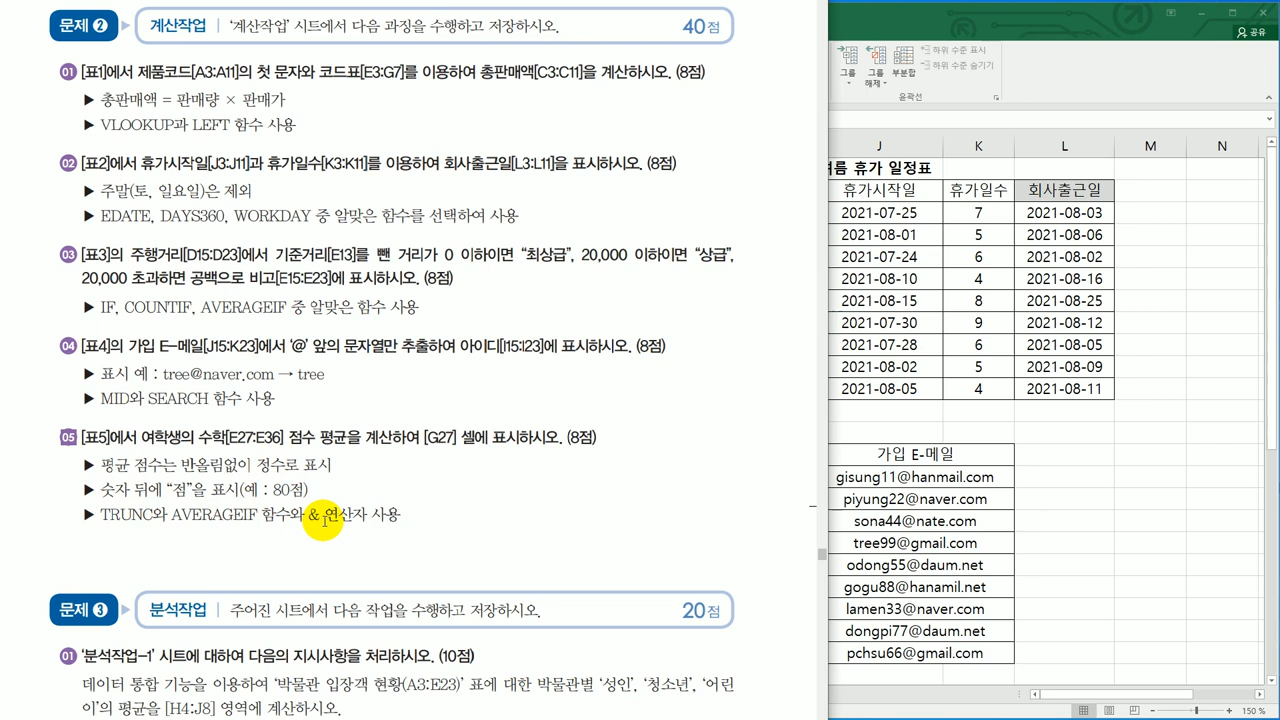 문제 2 계산작업 '계산작업' 시트에서 다음 과정을 수행하고 저장하시오. 40점
01 [표1]에서 제품코드[A3:A11]의 첫 문자와 코드표[E3:G7]를 이용하여 총판매액[C3:C11]을 계산하시오. (8점)
▶ 총판매액 = 판매량 × 판매가
▶ VLOOKUP과 LEFT 함수 사용
02 [표2]에서 휴가시작일[J3:J11]과 휴가일수[K3:K11]를 이용하여 회사출근일[L3:L11]을 표시하시오. (8점)
▶ 주말(토, 일요일)은 제외
▶ EDATE, DAYS360, WORKDAY 중 알맞은 함수를 선택하여 사용
03 [표3]의 주행거리[D15:D23]에서 기준거리[E13]를 뺀 거리가 0 이하이면 "최상급", 20,000 이하이면 "상급",
20,000 초과하면 공백으로 비고[E15:E23]에 표시하시오. (8점)
▶ IF, COUNTIF, AVERAGEIF 중 알맞은 함수 사용
04 [표4]의 가입 E-메일[J15:K23]에서 '@' 앞의 문자열만 추출하여 아이디[I15:I23]에 표시하시오. (8점)
▶ 표시 예 : tree@naver.com → tree
▶ MID와 SEARCH 함수 사용
05 [표5]에서 여학생의 수학[E27:E36] 점수 평균을 계산하여 [G27] 셀에 표시하시오. (8점)
▶ 평균 점수는 반올림없이 정수로 표시
▶ 숫자 뒤에 "점"을 표시(예 : 80점)
▶ TRUNC와 AVERAGEIF 함수와 & 연산자 사용
문제 3 분석작업 주어진 시트에서 다음 작업을 수행하고 저장하시오. 20점
01 '분석작업-1' 시트에 대하여 다음의 지시사항을 처리하시오. (10점)
데이터 통합 기능을 이용하여 '박물관 입장객 현황(A3:E23)' 표에 대한 박물관별 '성인', '청소년', '어린
이'의 평균을 [H4:J8] 영역에 계산하시오.
공유
그룹 그룹 해제 부분합 하위 수준 표시
하위 수준 숨기기
윤곽선
J K L M N
여름 휴가 일정표
휴가시작일 휴가일수 회사출근일
2021-07-25 7 2021-08-03
2021-08-01 5 2021-08-06
2021-07-24 6 2021-08-02
2021-08-10 4 2021-08-16
2021-08-15 8 2021-08-25
2021-07-30 9 2021-08-12
2021-07-28 6 2021-08-05
2021-08-02 5 2021-08-09
2021-08-05 4 2021-08-11
가입 E-메일
gisung11@hanmail.com
piyung22@naver.com
sona44@nate.com
tree99@gmail.com
odong55@daum.net
gogu88@hanamil.net
lamen33@naver.com
dongpi77@daum.net
pchsu66@gmail.com
150 %